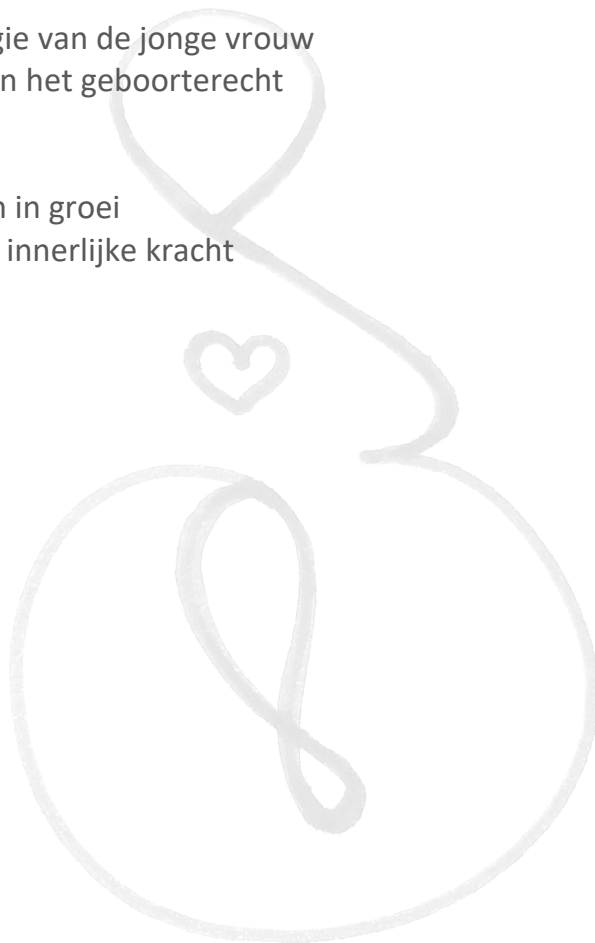 gie van de jonge vrouw
n het geboorterecht
n in groei
innerlijke kracht